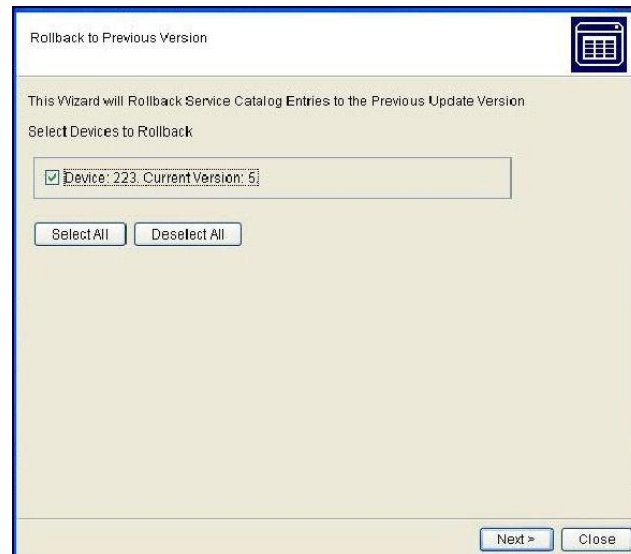 Rollback to Previous Version
This Wizard will Rollback Service Catalog Entries to the Previous Update Version
Select Devices to Rollback
Device: 223. Current Version: 5.
Select All Deselect All
Next > Close